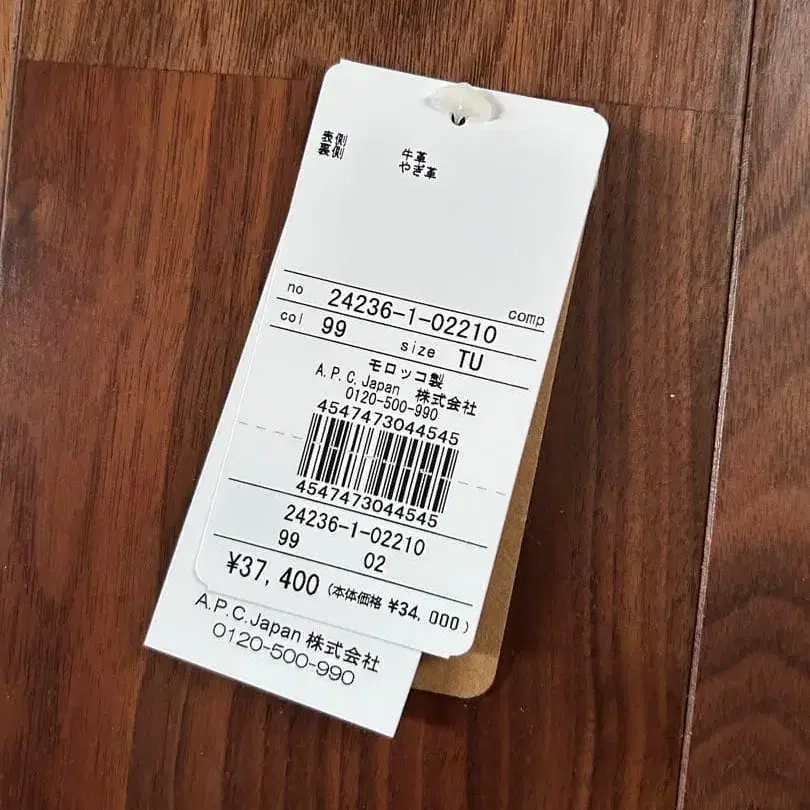 表側 牛革
裏側 やぎ革
no 24236-1-02210 comp
col 99 size TU
モロッコ製
A.P.C.Japan 株式会社
0120-500-990
4547473044545
4547473044545
24236-1-02210
99 02
¥37,400 (本体価格 ¥34,000)
A.P.C.Japan 株式会社
0120-500-990